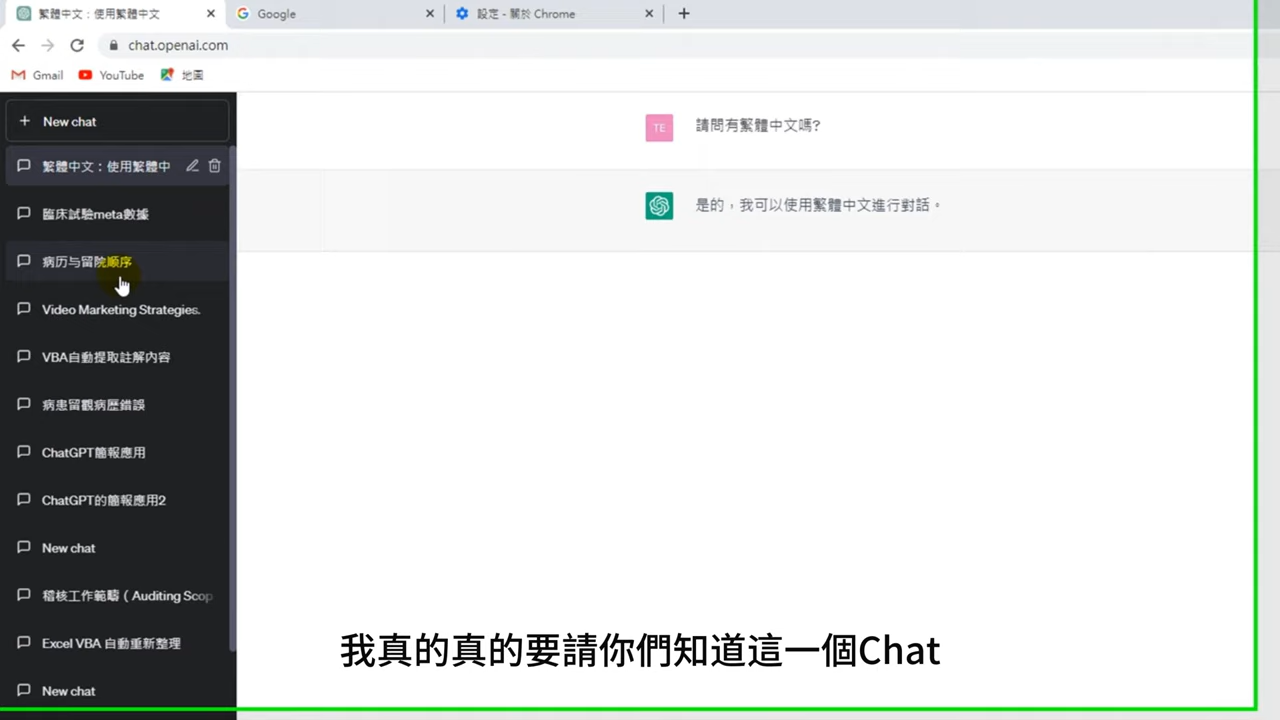 繁體中文：使用繁體中文
Google
設定 - 關於 Chrome
chat.openai.com
Gmail
YouTube
地圖
New chat
繁體中文：使用繁體中
臨床試驗meta數據
病历与留院顺序
Video Marketing Strategies.
VBA自動提取註解內容
病患留觀病歷錯誤
ChatGPT簡報應用
ChatGPT的簡報應用2
New chat
稽核工作範疇（Auditing Scop
Excel VBA 自動重新整理
New chat
TE
請問有繁體中文嗎?
是的，我可以使用繁體中文進行對話。
我真的真的要請你們知道這一個Chat